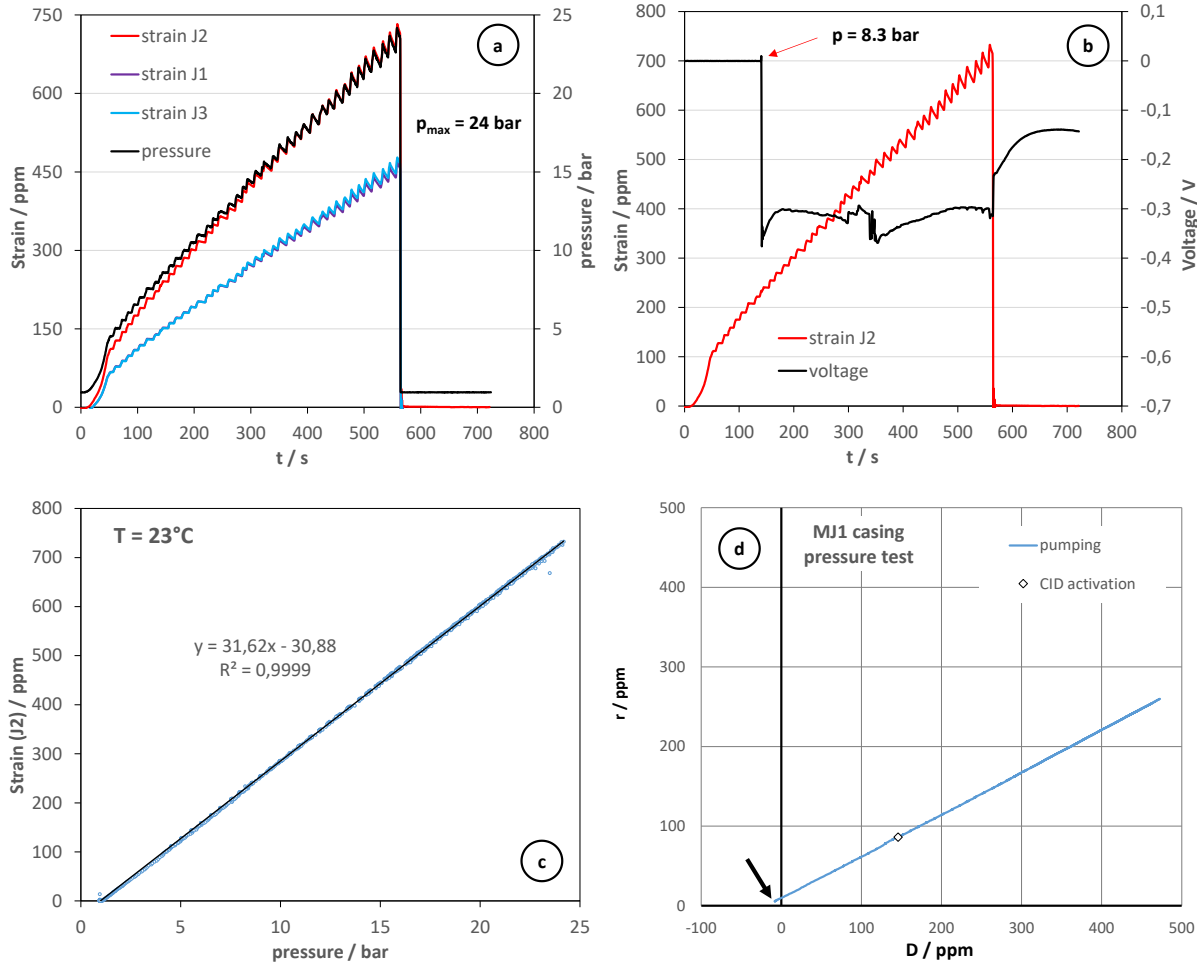 750
600
450
300
150
0
Strain / ppm
strain J2
strain J1
strain J3
pressure
a
pmax = 24 bar
25
20
15
10
5
0
pressure / bar
0 100 200 300 400 500 600 700 800
t / s
800
700
600
500
400
300
200
100
0
Strain / ppm
p = 8.3 bar
b
strain J2
voltage
0,1
0
-0,1
-0,2
-0,3
-0,4
-0,5
-0,6
-0,7
Voltage / V
0 100 200 300 400 500 600 700 800
t / s
800
700
600
500
400
300
200
100
0
Strain (J2) / ppm
T = 23°C
y = 31,62x - 30,88
R² = 0,9999
c
0 5 10 15 20 25
pressure / bar
500
400
300
200
100
0
r / ppm
d
MJ1 casing
pressure test
pumping
CID activation
-100 0 100 200 300 400 500
D / ppm